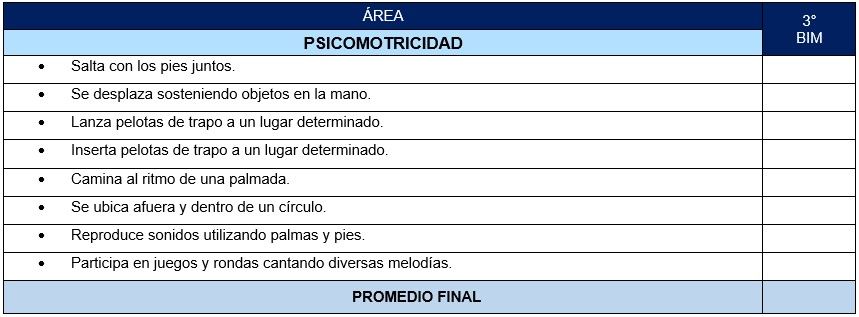 ÁREA
3°
BIM
PSICOMOTRICIDAD
• Salta con los pies juntos.
• Se desplaza sosteniendo objetos en la mano.
• Lanza pelotas de trapo a un lugar determinado.
• Inserta pelotas de trapo a un lugar determinado.
• Camina al ritmo de una palmada.
• Se ubica afuera y dentro de un círculo.
• Reproduce sonidos utilizando palmas y pies.
• Participa en juegos y rondas cantando diversas melodías.
PROMEDIO FINAL